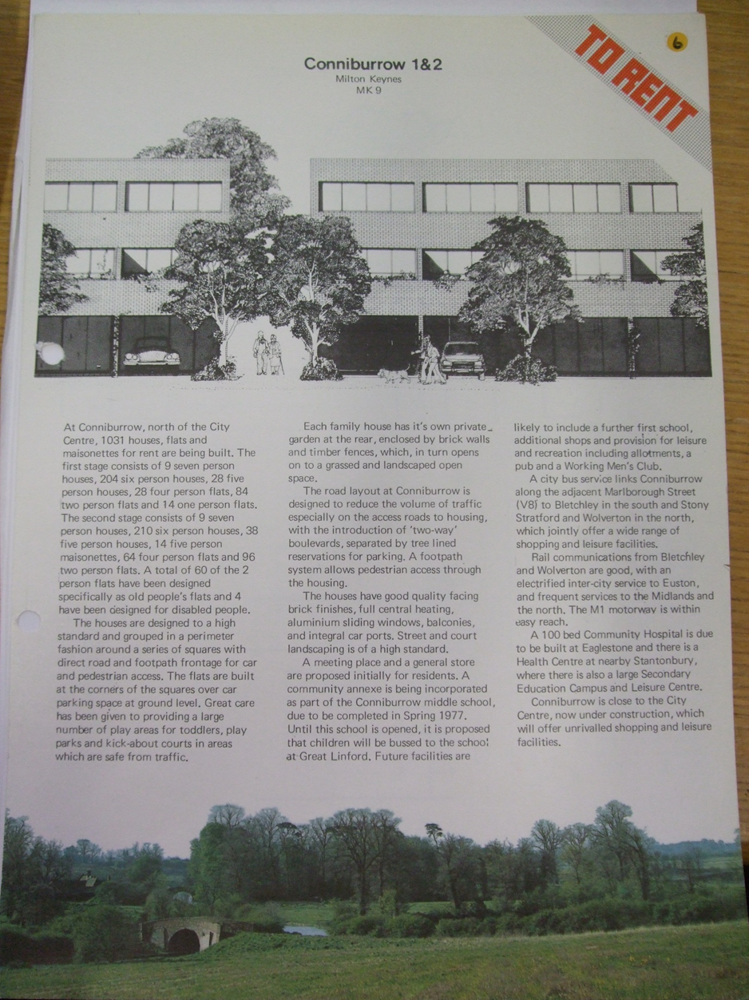 Conniburrow 1&2
Milton Keynes
MK 9
TO RENT
6
At Conniburrow, north of the City
Centre, 1031 houses, flats and
maisonettes for rent are being built. The
first stage consists of 9 seven person
houses, 204 six person houses, 28 five
person houses, 28 four person flats, 84
two person flats and 14 one person flats.
The second stage consists of 9 seven
person houses, 210 six person houses, 38
five person houses, 14 five person
maisonettes, 64 four person flats and 96
two person flats. A total of 60 of the 2
person flats have been designed
specifically as old people's flats and 4
have been designed for disabled people.
The houses are designed to a high
standard and grouped in a perimeter
fashion around a series of squares with
direct road and footpath frontage for car
and pedestrian access. The flats are built
at the corners of the squares over car
parking space at ground level. Great care
has been given to providing a large
number of play areas for toddlers, play
parks and kick-about courts in areas
which are safe from traffic.
Each family house has it's own private
garden at the rear, enclosed by brick walls
and timber fences, which, in turn opens
on to a grassed and landscaped open
space.
The road layout at Conniburrow is
designed to reduce the volume of traffic
especially on the access roads to housing,
with the introduction of 'two-way'
boulevards, separated by tree lined
reservations for parking. A footpath
system allows pedestrian access through
the housing.
The houses have good quality facing
brick finishes, full central heating,
aluminium sliding windows, balconies,
and integral car ports. Street and court
landscaping is of a high standard.
A meeting place and a general store
are proposed initially for residents. A
community annexe is being incorporated
as part of the Conniburrow middle school,
due to be completed in Spring 1977.
Until this school is opened, it is proposed
that children will be bussed to the school
at Great Linford. Future facilities are
likely to include a further first school,
additional shops and provision for leisure
and recreation including allotments, a
pub and a Working Men's Club.
A city bus service links Conniburrow
along the adjacent Marlborough Street
(V8) to Bletchley in the south and Stony
Stratford and Wolverton in the north,
which jointly offer a wide range of
shopping and leisure facilities.
Rail communications from Bletchley
and Wolverton are good, with an
electrified inter-city service to Euston,
and frequent services to the Midlands and
the north. The M1 motorway is within
easy reach.
A 100 bed Community Hospital is due
to be built at Eaglestone and there is a
Health Centre at nearby Stantonbury,
where there is also a large Secondary
Education Campus and Leisure Centre.
Conniburrow is close to the City
Centre, now under construction, which
will offer unrivalled shopping and leisure
facilities.